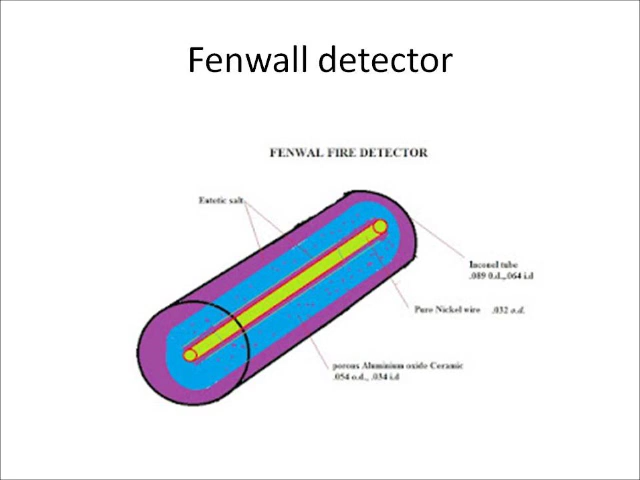 Fenwall detector
FENWAL FIRE DETECTOR
Eutetic salt
Inconel tube
.089 0.d.,.064 i.d
Pure Nickel wire .032 o.d.
porous Aluminium oxide Ceramic
.054 o.d., .034 i.d